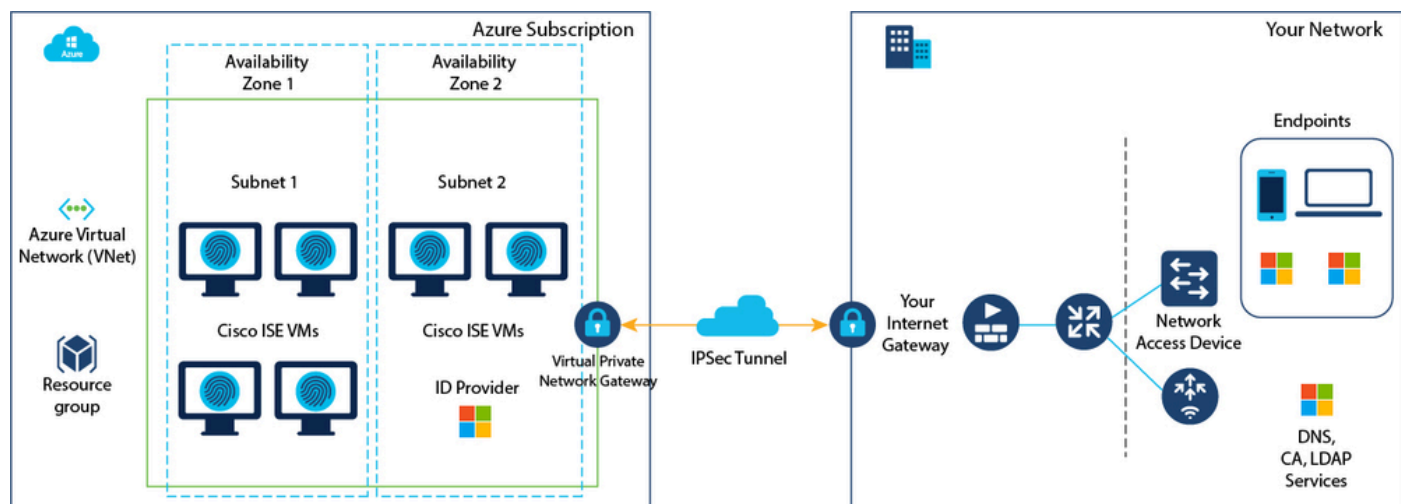 Azure Subscription
Azure
Availability
Zone 1
Availability
Zone 2
Subnet 1
Subnet 2
Azure Virtual
Network (VNet)
Cisco ISE VMs
Cisco ISE VMs
Resource
group
ID Provider
Virtual Private
Network Gateway
IPSec Tunnel
Your Network
Your
Internet
Gateway
Network
Access Device
Endpoints
DNS,
CA, LDAP
Services